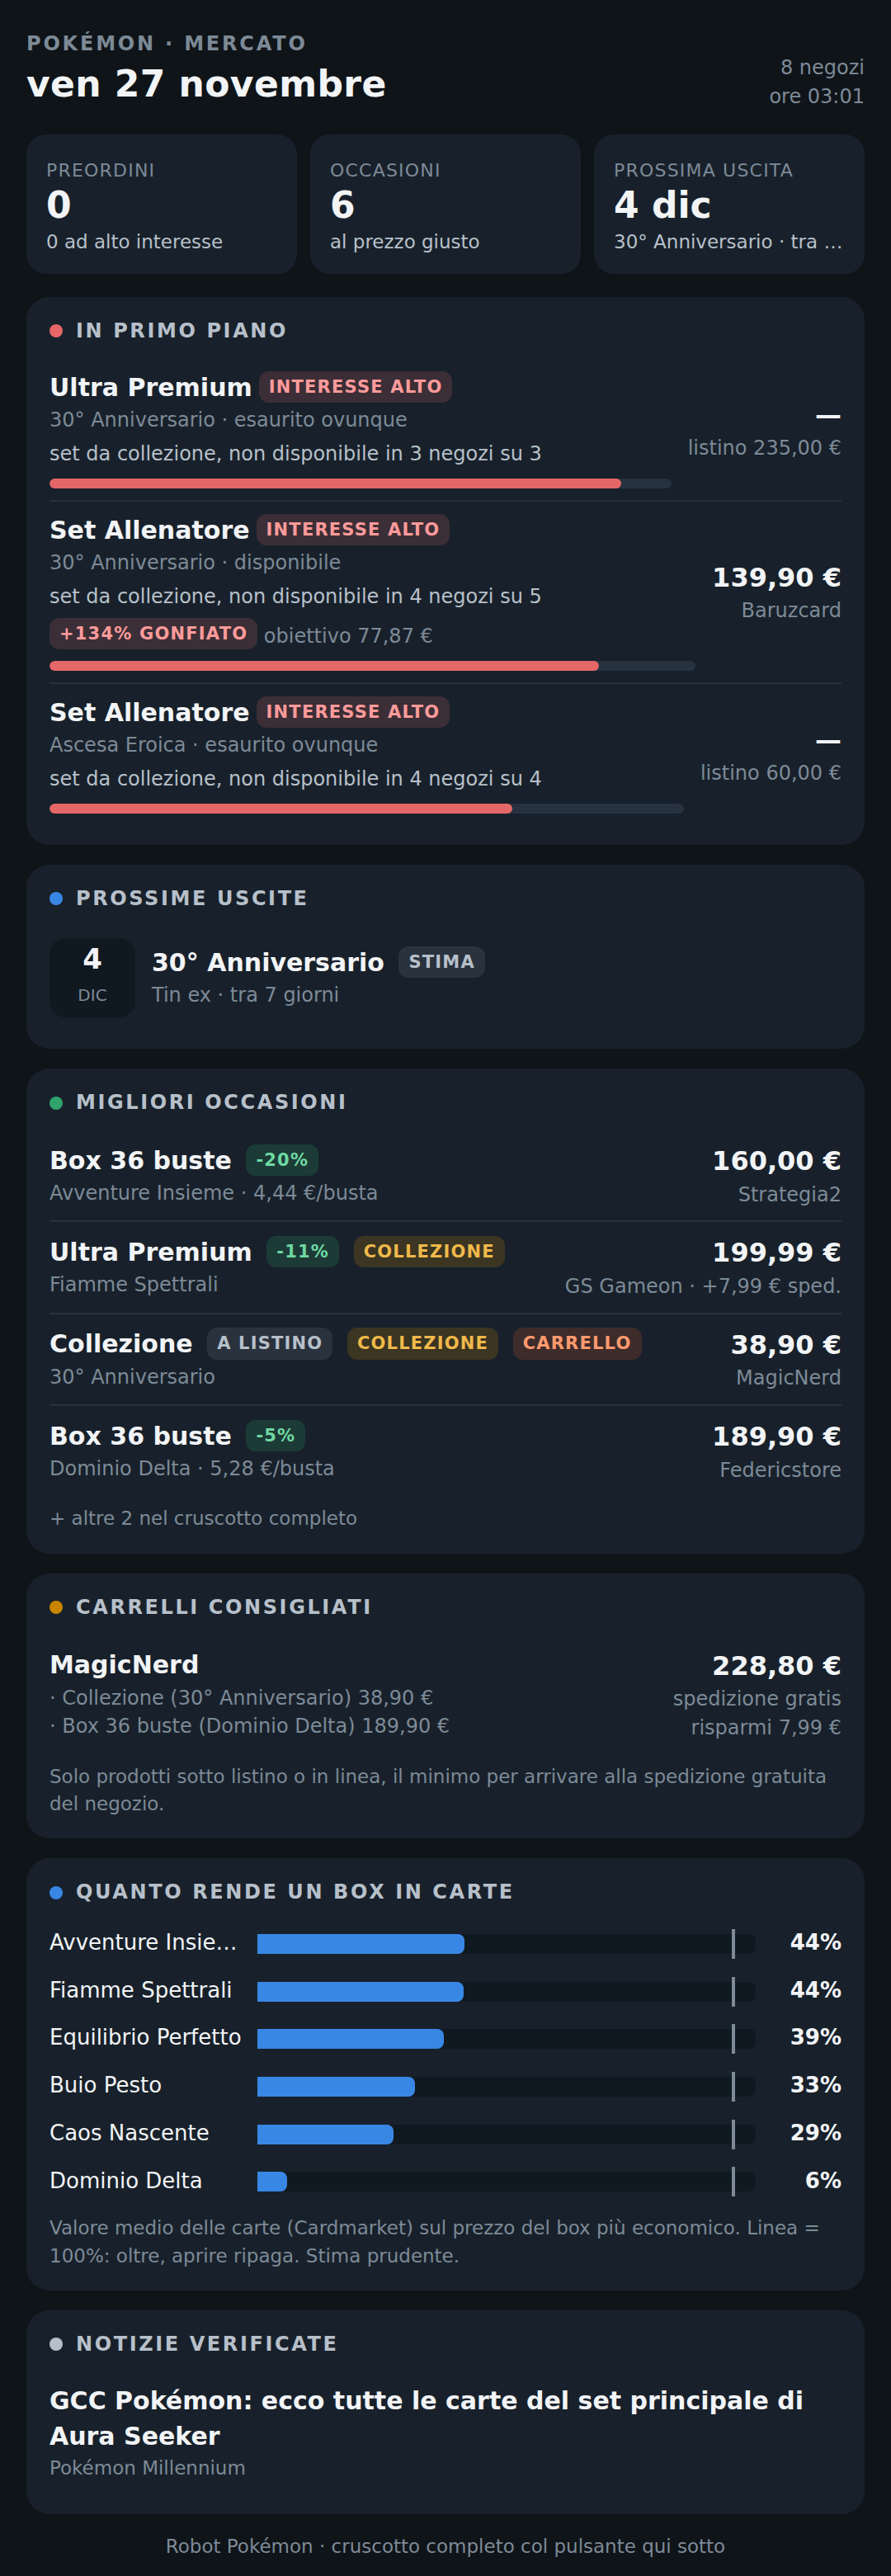 POKÉMON · MERCATO
ven 27 novembre
8 negozi
ore 03:01
PREORDINI
0
0 ad alto interesse
OCCASIONI
6
al prezzo giusto
PROSSIMA USCITA
4 dic
30° Anniversario · tra …
IN PRIMO PIANO
Ultra Premium INTERESSE ALTO
30° Anniversario · esaurito ovunque
set da collezione, non disponibile in 3 negozi su 3
—
listino 235,00 €
Set Allenatore INTERESSE ALTO
30° Anniversario · disponibile
set da collezione, non disponibile in 4 negozi su 5
+134% GONFIATO obiettivo 77,87 €
139,90 €
Baruzcard
Set Allenatore INTERESSE ALTO
Ascesa Eroica · esaurito ovunque
set da collezione, non disponibile in 4 negozi su 4
—
listino 60,00 €
PROSSIME USCITE
4
DIC
30° Anniversario STIMA
Tin ex · tra 7 giorni
MIGLIORI OCCASIONI
Box 36 buste -20% 160,00 €
Avventure Insieme · 4,44 €/busta Strategia2
Ultra Premium -11% COLLEZIONE 199,99 €
Fiamme Spettrali GS Gameon · +7,99 € sped.
Collezione A LISTINO COLLEZIONE CARRELLO 38,90 €
30° Anniversario MagicNerd
Box 36 buste -5% 189,90 €
Dominio Delta · 5,28 €/busta Federicstore
+ altre 2 nel cruscotto completo
CARRELLI CONSIGLIATI
MagicNerd 228,80 €
· Collezione (30° Anniversario) 38,90 € spedizione gratis
· Box 36 buste (Dominio Delta) 189,90 € risparmi 7,99 €
Solo prodotti sotto listino o in linea, il minimo per arrivare alla spedizione gratuita
del negozio.
QUANTO RENDE UN BOX IN CARTE
Avventure Insie… 44%
Fiamme Spettrali 44%
Equilibrio Perfetto 39%
Buio Pesto 33%
Caos Nascente 29%
Dominio Delta 6%
Valore medio delle carte (Cardmarket) sul prezzo del box più economico. Linea =
100%: oltre, aprire ripaga. Stima prudente.
NOTIZIE VERIFICATE
GCC Pokémon: ecco tutte le carte del set principale di
Aura Seeker
Pokémon Millennium
Robot Pokémon · cruscotto completo col pulsante qui sotto